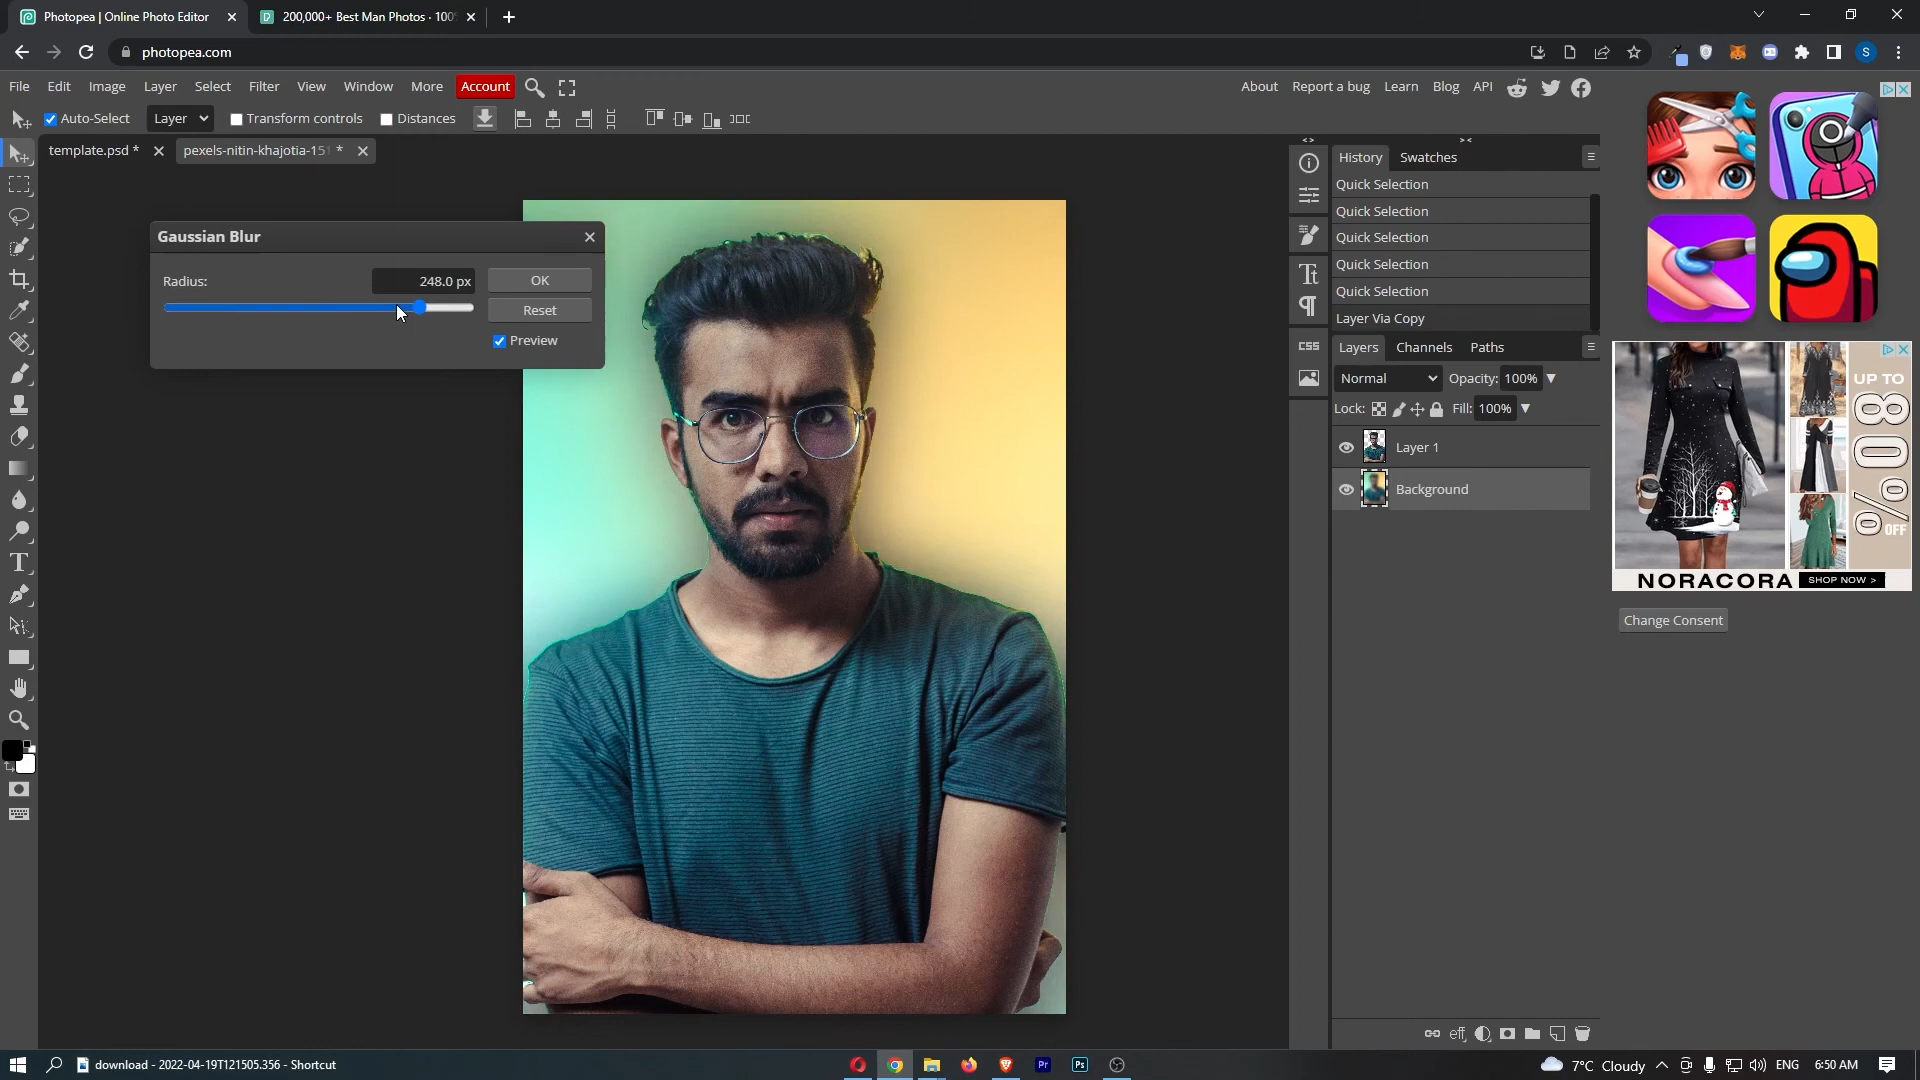 Photopea | Online Photo Editor
200,000+ Best Man Photos · 100
photopea.com
S
File Edit Image Layer Select Filter View Window More Account
About Report a bug Learn Blog API
Auto-Select Layer Transform controls Distances
template.psd *
pexels-nitin-khajotia-151 *
Gaussian Blur
Radius: 248.0 px OK
Reset
Preview
History Swatches
Quick Selection
Quick Selection
Quick Selection
Quick Selection
Quick Selection
Layer Via Copy
CSS
Layers Channels Paths
Normal Opacity: 100%
Lock: Fill: 100%
Layer 1
Background
eff
UP TO
80%
OFF
NORACORA SHOP NOW >
Change Consent
download - 2022-04-19T121505.356 - Shortcut
Pr
Ps
7°C Cloudy ENG 6:50 AM